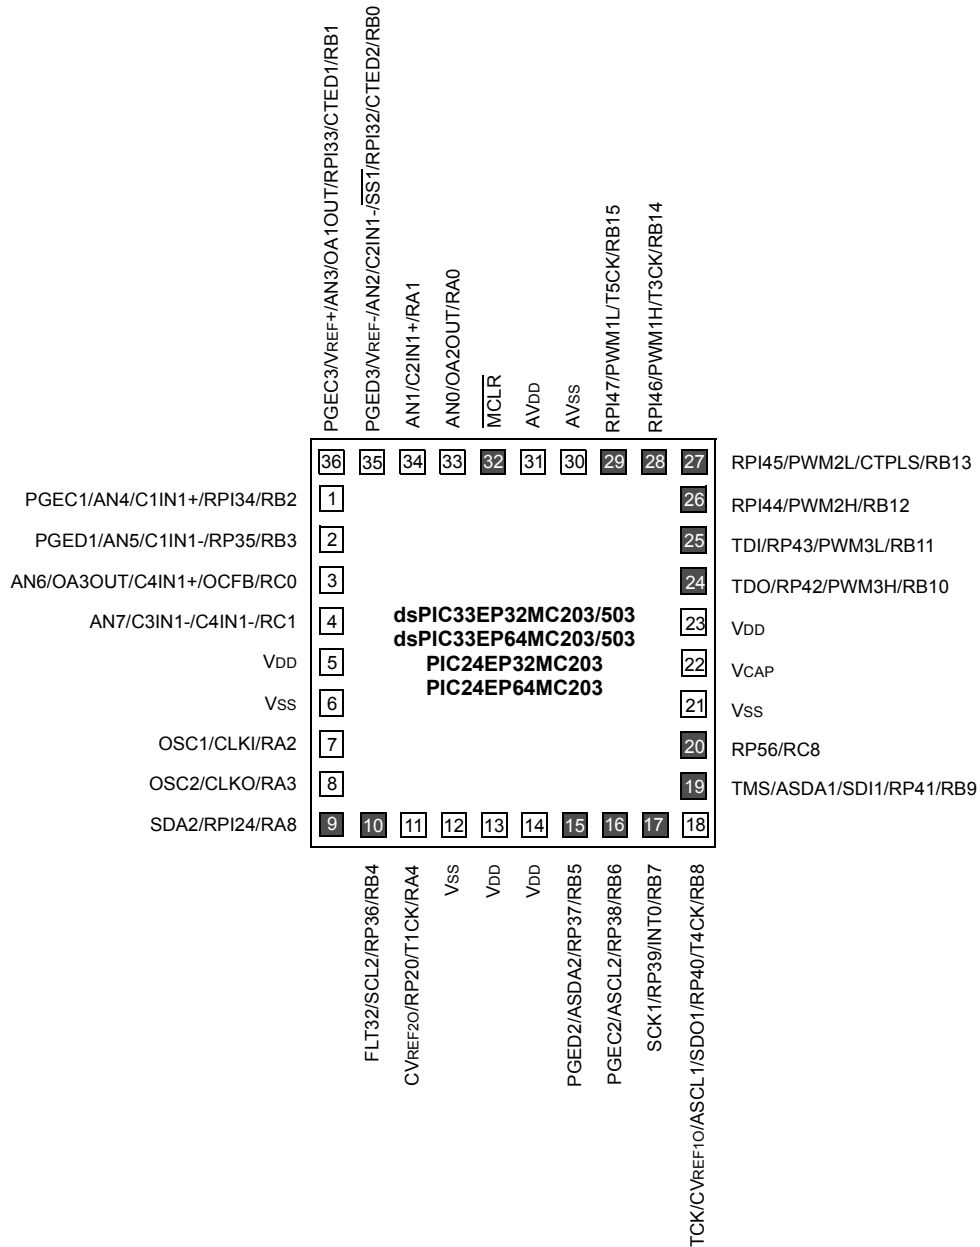 PGEC3/VREF+/AN3/OA1OUT/RPI33/CTED1/RB1
PGED3/VREF-/AN2/C2IN1-/SS1/RPI32/CTED2/RB0
AN1/C2IN1+/RA1
AN0/OA2OUT/RA0
MCLR
AVDD
AVSS
RPI47/PWM1L/T5CK/RB15
RPI46/PWM1H/T3CK/RB14
36 35 34 33 32 31 30 29 28 27 RPI45/PWM2L/CTPLS/RB13
PGEC1/AN4/C1IN1+/RPI34/RB2 1
26 RPI44/PWM2H/RB12
PGED1/AN5/C1IN1-/RP35/RB3 2
25 TDI/RP43/PWM3L/RB11
AN6/OA3OUT/C4IN1+/OCFB/RC0 3
24 TDO/RP42/PWM3H/RB10
AN7/C3IN1-/C4IN1-/RC1 4
23 VDD
dsPIC33EP32MC203/503
dsPIC33EP64MC203/503
PIC24EP32MC203
PIC24EP64MC203
VDD 5
22 VCAP
VSS 6
21 VSS
OSC1/CLKI/RA2 7
20 RP56/RC8
OSC2/CLKO/RA3 8
19 TMS/ASDA1/SDI1/RP41/RB9
SDA2/RPI24/RA8 9 10 11 12 13 14 15 16 17 18
FLT32/SCL2/RP36/RB4
CVREF2O/RP20/T1CK/RA4
VSS
VDD
VDD
PGED2/ASDA2/RP37/RB5
PGEC2/ASCL2/RP38/RB6
SCK1/RP39/INT0/RB7
TCK/CVREF1O/ASCL1/SDO1/RP40/T4CK/RB8